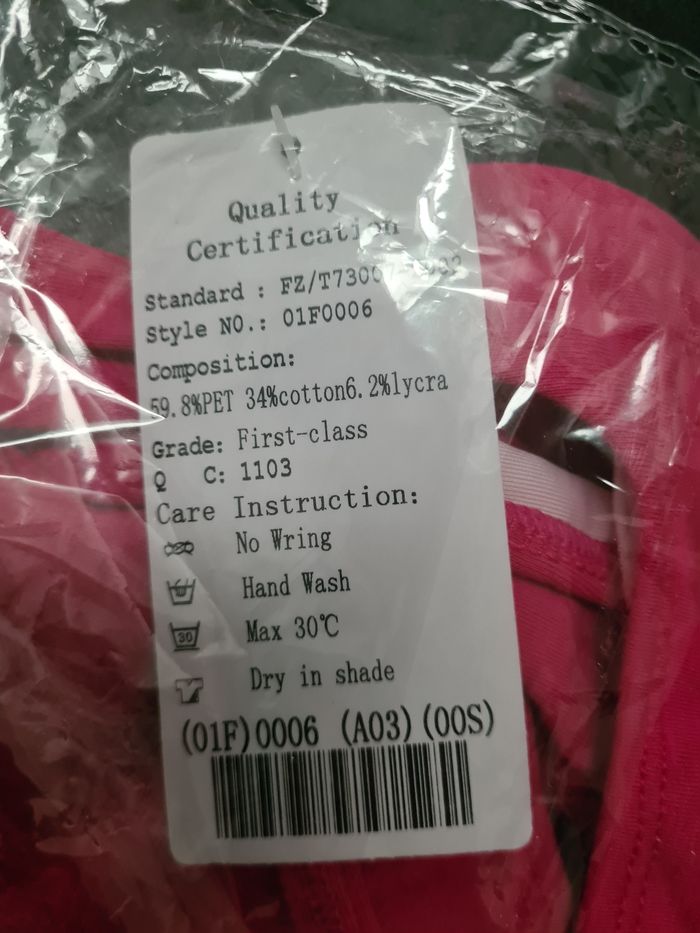 Quality
Certification
Standard : FZ/T7300
Style NO.: 01F0006
Composition:
59.8%PET 34%cotton6.2%lycra
Grade: First-class
Q C: 1103
Care Instruction:
No Wring
Hand Wash
30 Max 30℃
Dry in shade
(01F)0006 (A03)(00S)